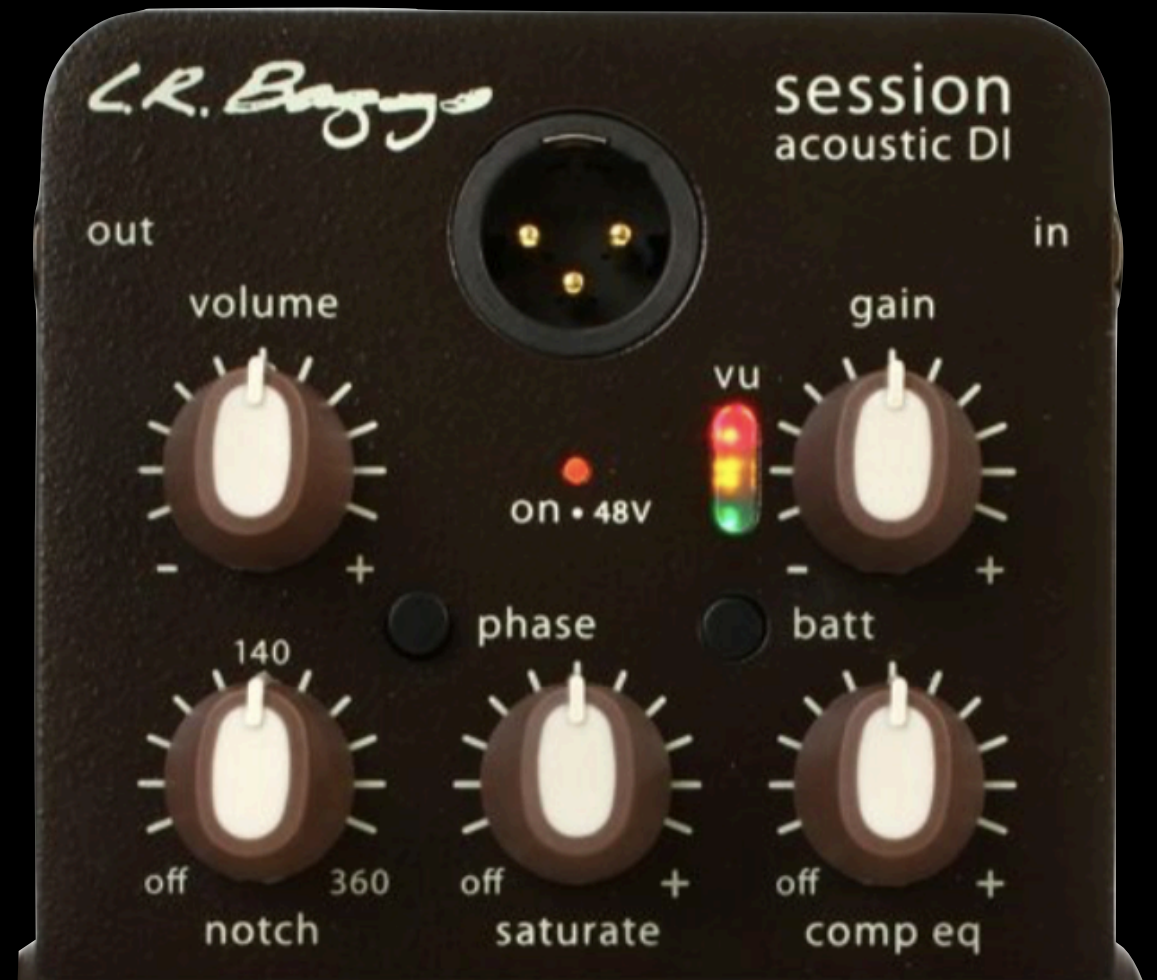 L.R. Baggs
session
acoustic DI
out
in
volume
gain
vu
on • 48V
- +
- +
phase
batt
140
off 360
off +
off +
notch
saturate
comp eq